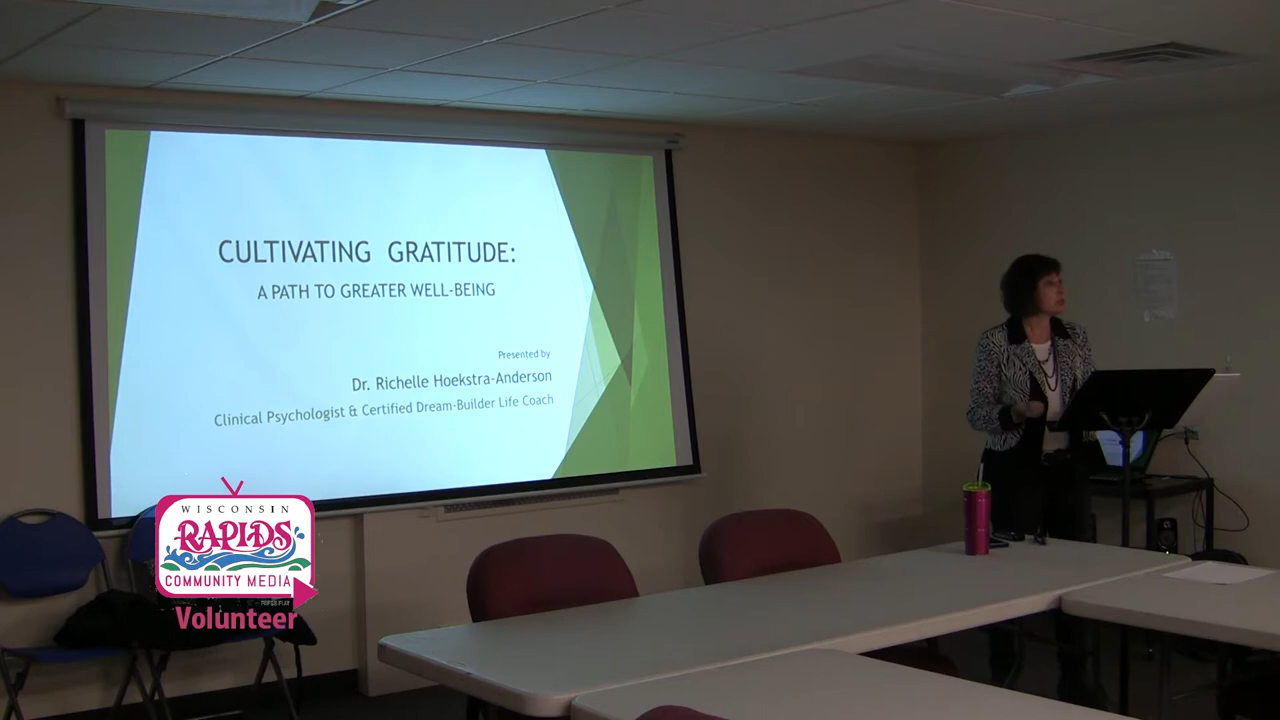 CULTIVATING GRATITUDE:
A PATH TO GREATER WELL-BEING
Presented by
Dr. Richelle Hoekstra-Anderson
Clinical Psychologist & Certified Dream-Builder Life Coach
WISCONSIN
RAPIDS
COMMUNITY MEDIA
Volunteer